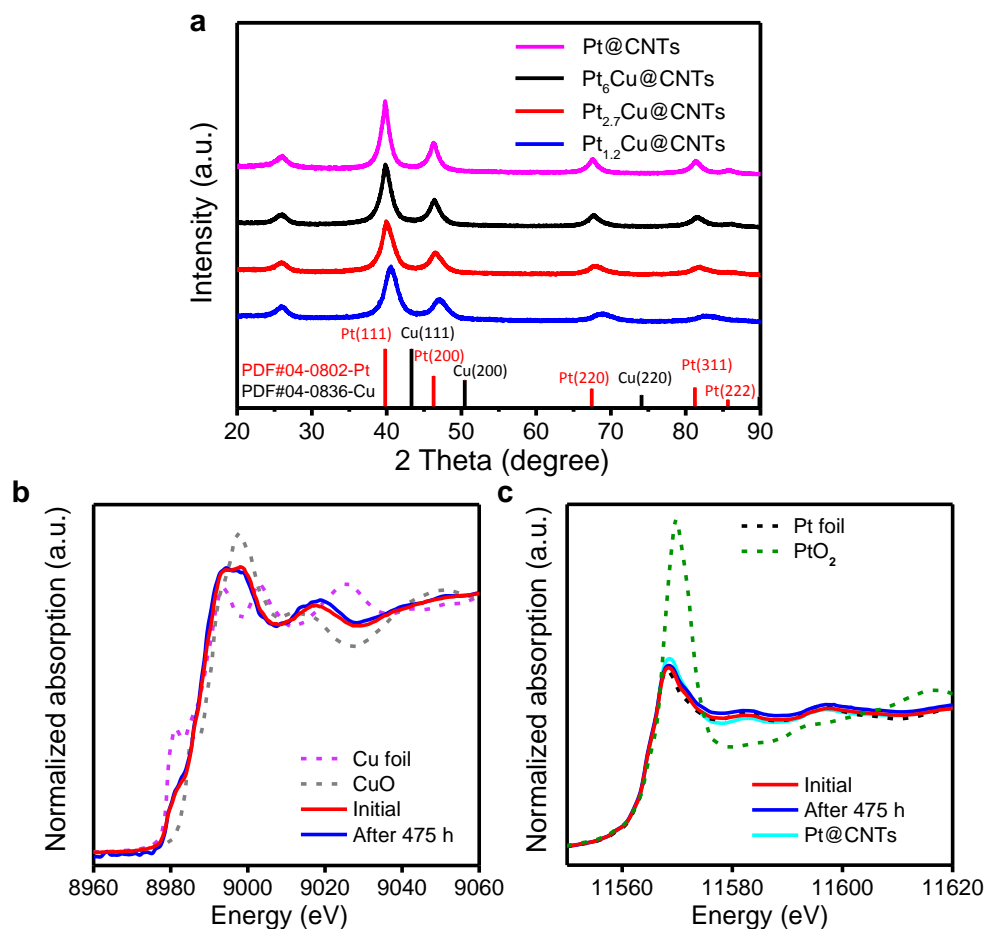 a
Pt@CNTs
Pt6Cu@CNTs
Pt2.7Cu@CNTs
Pt1.2Cu@CNTs
Intensity (a.u.)
Pt(111)
Cu(111)
Pt(200)
Cu(200)
Pt(220)
Cu(220)
Pt(311)
Pt(222)
PDF#04-0802-Pt
PDF#04-0836-Cu
20 30 40 50 60 70 80 90
2 Theta (degree)
b
Normalized absorption (a.u.)
Cu foil
CuO
Initial
After 475 h
8960 8980 9000 9020 9040 9060
Energy (eV)
c
Normalized absorption (a.u.)
Pt foil
PtO2
Initial
After 475 h
Pt@CNTs
11560 11580 11600 11620
Energy (eV)